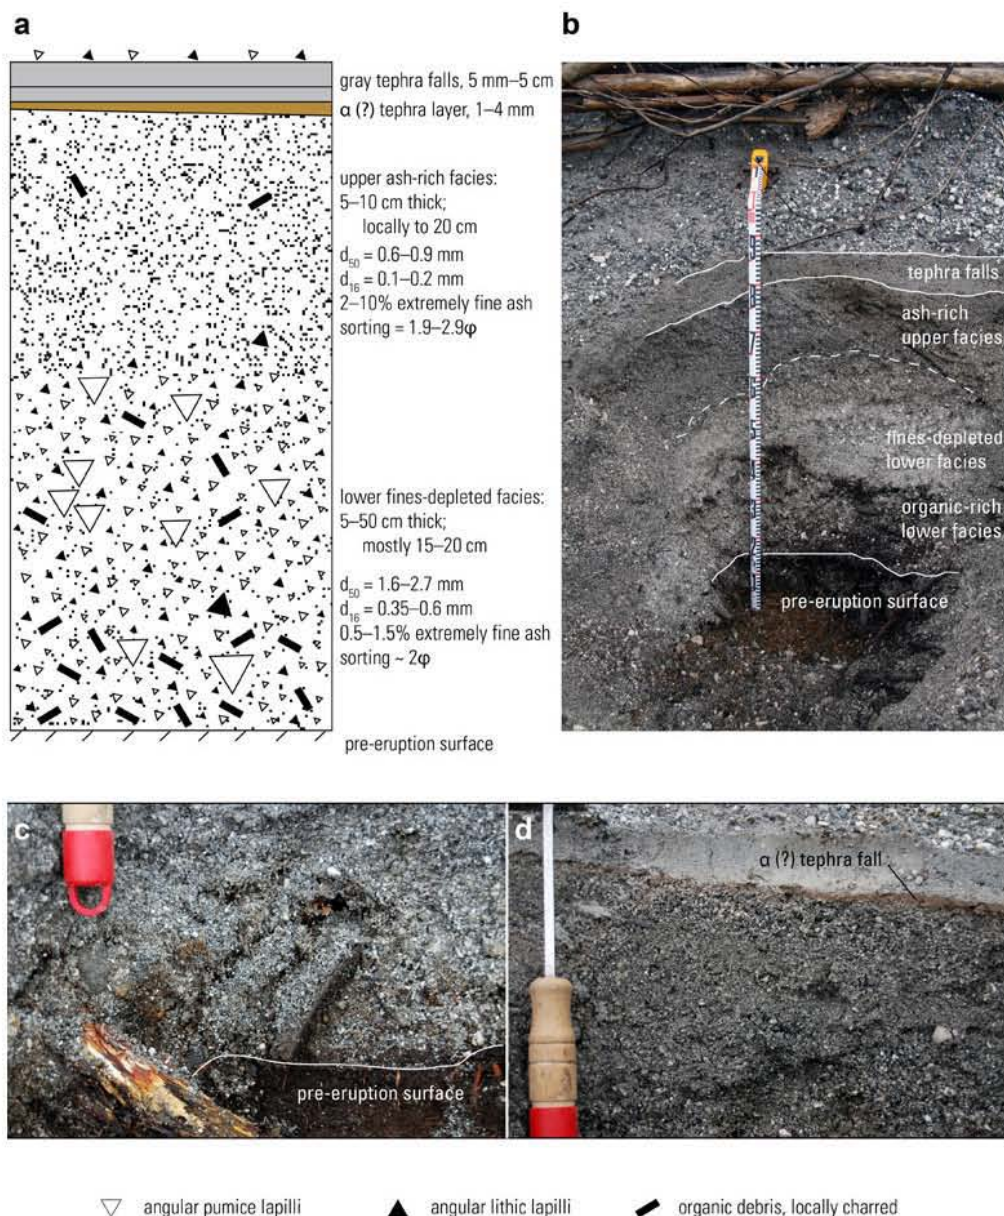 a
gray tephra falls, 5 mm–5 cm
α (?) tephra layer, 1–4 mm
upper ash-rich facies:
5–10 cm thick;
locally to 20 cm
d50 = 0.6–0.9 mm
d16 = 0.1–0.2 mm
2–10% extremely fine ash
sorting = 1.9–2.9φ
lower fines-depleted facies:
5–50 cm thick;
mostly 15–20 cm
d50 = 1.6–2.7 mm
d16 = 0.35–0.6 mm
0.5–1.5% extremely fine ash
sorting ~ 2φ
pre-eruption surface
b
tephra falls
ash-rich
upper facies
fines-depleted
lower facies
organic-rich
lower facies
pre-eruption surface
c
pre-eruption surface
d
α (?) tephra fall
angular pumice lapilli
angular lithic lapilli
organic debris, locally charred